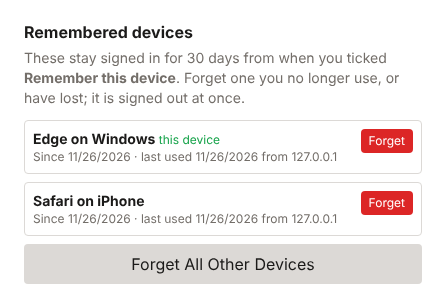 Remembered devices
These stay signed in for 30 days from when you ticked
Remember this device. Forget one you no longer use, or
have lost; it is signed out at once.
Edge on Windows this device
Forget
Since 11/26/2026 · last used 11/26/2026 from 127.0.0.1
Safari on iPhone
Forget
Since 11/26/2026 · last used 11/26/2026 from 127.0.0.1
Forget All Other Devices